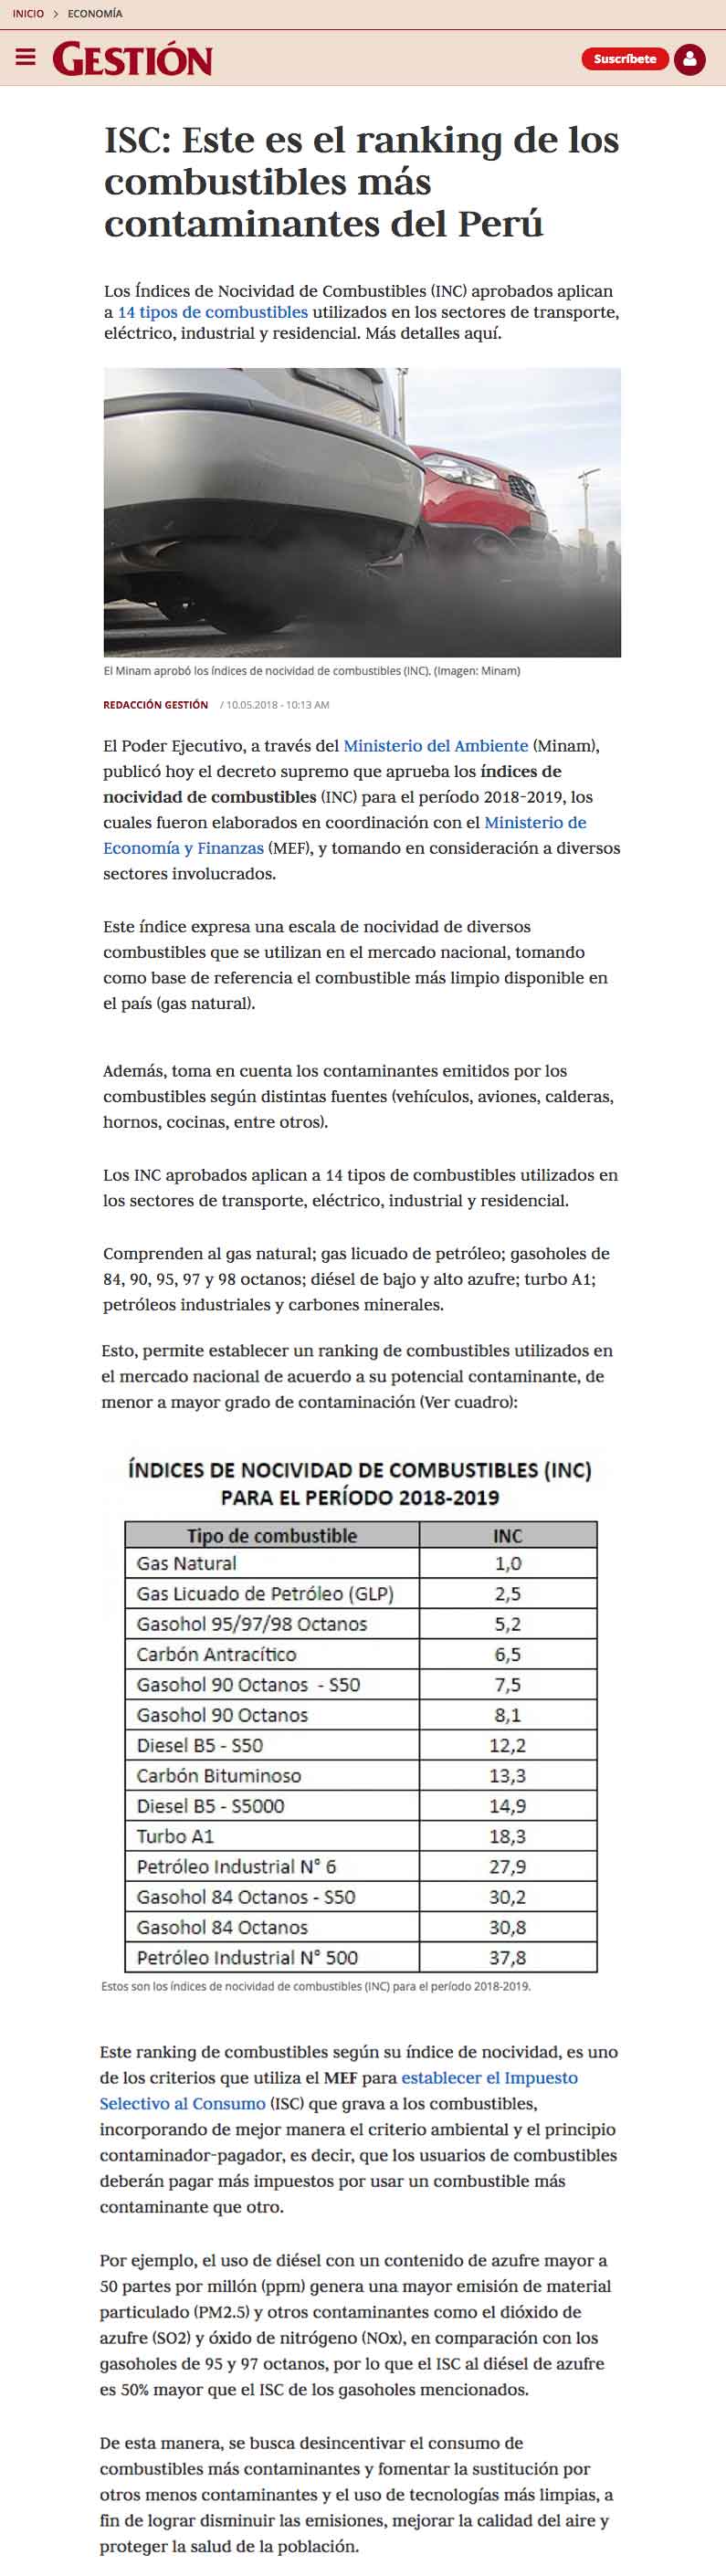 INICIO > ECONOMÍA
GESTIÓN
Suscríbete
ISC: Este es el ranking de los
combustibles más
contaminantes del Perú
Los Índices de Nocividad de Combustibles (INC) aprobados aplican
a 14 tipos de combustibles utilizados en los sectores de transporte,
eléctrico, industrial y residencial. Más detalles aquí.
El Minam aprobó los índices de nocividad de combustibles (INC). (Imagen: Minam)
REDACCIÓN GESTIÓN / 10.05.2018 - 10:13 AM
El Poder Ejecutivo, a través del Ministerio del Ambiente (Minam),
publicó hoy el decreto supremo que aprueba los índices de
nocividad de combustibles (INC) para el período 2018-2019, los
cuales fueron elaborados en coordinación con el Ministerio de
Economía y Finanzas (MEF), y tomando en consideración a diversos
sectores involucrados.
Este índice expresa una escala de nocividad de diversos
combustibles que se utilizan en el mercado nacional, tomando
como base de referencia el combustible más limpio disponible en
el país (gas natural).
Además, toma en cuenta los contaminantes emitidos por los
combustibles según distintas fuentes (vehículos, aviones, calderas,
hornos, cocinas, entre otros).
Los INC aprobados aplican a 14 tipos de combustibles utilizados en
los sectores de transporte, eléctrico, industrial y residencial.
Comprenden al gas natural; gas licuado de petróleo; gasoholes de
84, 90, 95, 97 y 98 octanos; diésel de bajo y alto azufre; turbo A1;
petróleos industriales y carbones minerales.
Esto, permite establecer un ranking de combustibles utilizados en
el mercado nacional de acuerdo a su potencial contaminante, de
menor a mayor grado de contaminación (Ver cuadro):
ÍNDICES DE NOCIVIDAD DE COMBUSTIBLES (INC)
PARA EL PERÍODO 2018-2019
Tipo de combustible INC
Gas Natural 1,0
Gas Licuado de Petróleo (GLP) 2,5
Gasohol 95/97/98 Octanos 5,2
Carbón Antracítico 6,5
Gasohol 90 Octanos - S50 7,5
Gasohol 90 Octanos 8,1
Diesel B5 - S50 12,2
Carbón Bituminoso 13,3
Diesel B5 - S5000 14,9
Turbo A1 18,3
Petróleo Industrial N° 6 27,9
Gasohol 84 Octanos - S50 30,2
Gasohol 84 Octanos 30,8
Petróleo Industrial N° 500 37,8
Estos son los índices de nocividad de combustibles (INC) para el período 2018-2019.
Este ranking de combustibles según su índice de nocividad, es uno
de los criterios que utiliza el MEF para establecer el Impuesto
Selectivo al Consumo (ISC) que grava a los combustibles,
incorporando de mejor manera el criterio ambiental y el principio
contaminador-pagador, es decir, que los usuarios de combustibles
deberán pagar más impuestos por usar un combustible más
contaminante que otro.
Por ejemplo, el uso de diésel con un contenido de azufre mayor a
50 partes por millón (ppm) genera una mayor emisión de material
particulado (PM2.5) y otros contaminantes como el dióxido de
azufre (SO2) y óxido de nitrógeno (NOx), en comparación con los
gasoholes de 95 y 97 octanos, por lo que el ISC al diésel de azufre
es 50% mayor que el ISC de los gasoholes mencionados.
De esta manera, se busca desincentivar el consumo de
combustibles más contaminantes y fomentar la sustitución por
otros menos contaminantes y el uso de tecnologías más limpias, a
fin de lograr disminuir las emisiones, mejorar la calidad del aire y
proteger la salud de la población.